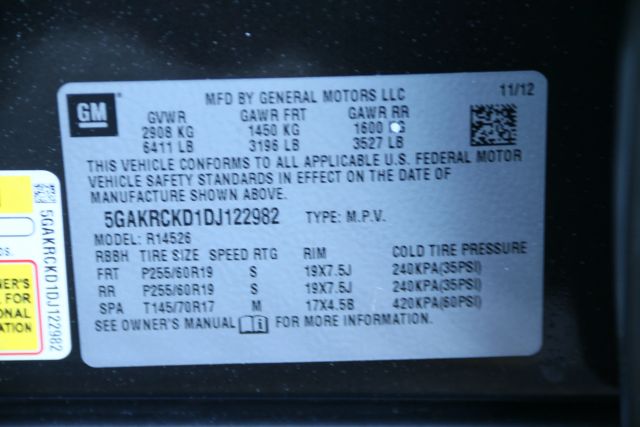 GM
MFD BY GENERAL MOTORS LLC 11/12
GVWR GAWR FRT GAWR RR
2908 KG 1450 KG 1600 KG
6411 LB 3196 LB 3527 LB
THIS VEHICLE CONFORMS TO ALL APPLICABLE U.S. FEDERAL MOTOR
VEHICLE SAFETY STANDARDS IN EFFECT ON THE DATE OF
MANUFACTURE SHOWN ABOVE.
5GAKRCKD1DJ122982 TYPE: M.P.V.
MODEL: R14526
RBBH TIRE SIZE SPEED RTG RIM COLD TIRE PRESSURE
FRT P255/60R19 S 19X7.5J 240KPA(35PSI)
RR P255/60R19 S 19X7.5J 240KPA(35PSI)
SPA T145/70R17 M 17X4.5B 420KPA(60PSI)
SEE OWNER'S MANUAL FOR MORE INFORMATION.
5GAKRCKD1DJ122982
FOR